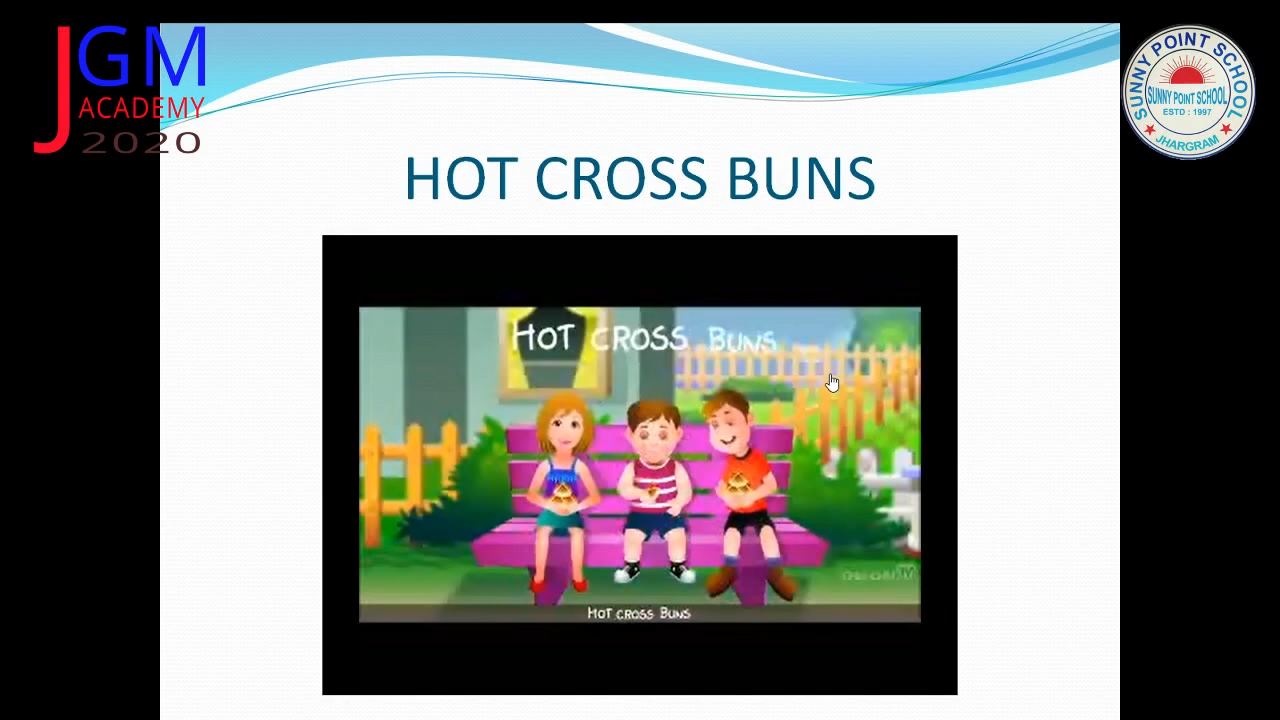 JGM
ACADEMY
2020
SUNNY POINT SCHOOL
SUNNY POINT SCHOOL
ESTD : 1997
JHARGRAM
HOT CROSS BUNS
HOT CROSS BUNS
HOT CROSS BUNS